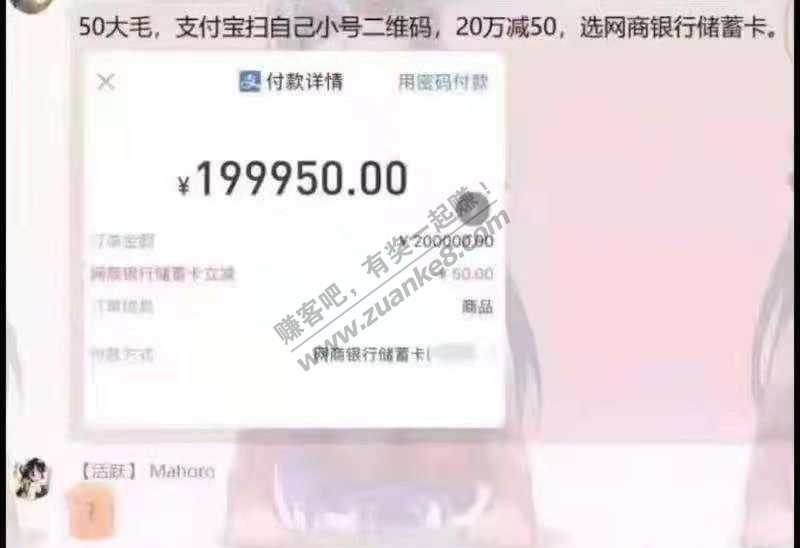 50大毛，支付宝扫自己小号二维码，20万减50，选网商银行储蓄卡。
付款详情 用密码付款
¥199950.00
订单金额 ¥200000.00
网商银行储蓄卡立减 -¥50.00
订单信息 商品
付款方式 网商银行储蓄卡(
赚客吧，有奖一起赚！
www.zuanke8.com
【活跃】 Mahoro
?